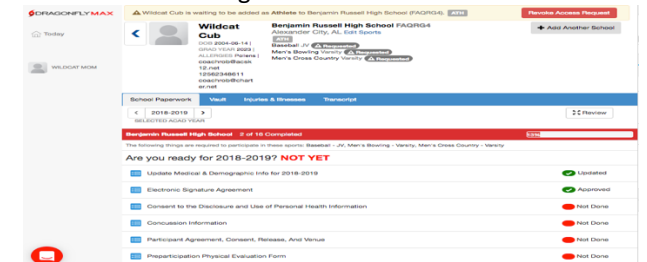 DRAGONFLYMAX
Wildcat Cub is waiting to be added as Athlete to Benjamin Russell High School (FAQRG4). ATH
Revoke Access Request
Today
WILDCAT MOM
Wildcat
Cub
DOB 2004-08-14 |
GRAD YEAR 2023 |
ALLERGIES Pollens |
coachrob@acsk
12.net
12562348611
coachrob@chart
er.net
Benjamin Russell High School FAQRG4
Alexander City, AL Edit Sports
ATH
Baseball JV Requested
Men's Bowling Varsity Requested
Men's Cross Country Varsity Requested
+ Add Another School
School Paperwork Vault Injuries & Illnesses Transcript
< 2018-2019 >
SELECTED ACAD YEAR
Review
Benjamin Russell High School 2 of 16 Completed
The following things are required to participate in these sports: Baseball - JV, Men's Bowling - Varsity, Men's Cross Country - Varsity
Are you ready for 2018-2019? NOT YET
Update Medical & Demographic Info for 2018-2019 Updated
Electronic Signature Agreement Approved
Consent to the Disclosure and Use of Personal Health Information Not Done
Concussion Information Not Done
Participant Agreement, Consent, Release, And Venue Not Done
Preparticipation Physical Evaluation Form Not Done